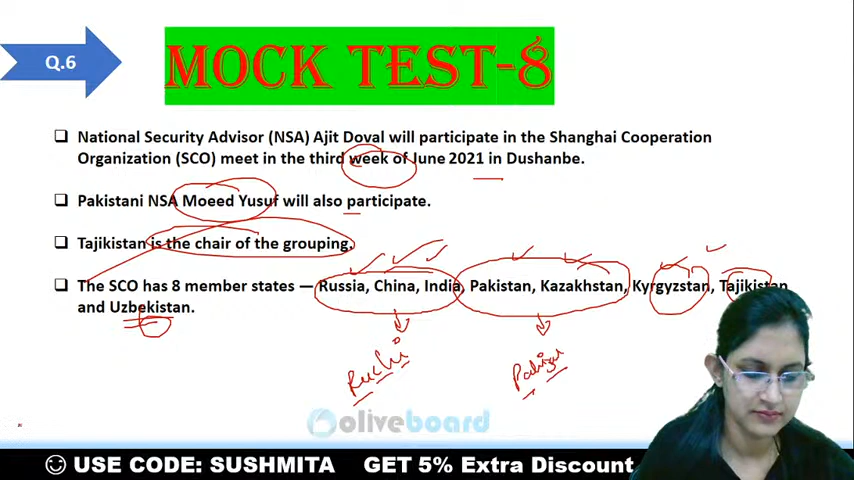 Q.6
MOCK TEST-8
National Security Advisor (NSA) Ajit Doval will participate in the Shanghai Cooperation
Organization (SCO) meet in the third week of June 2021 in Dushanbe.
Pakistani NSA Moeed Yusuf will also participate.
Tajikistan is the chair of the grouping.
The SCO has 8 member states — Russia, China, India, Pakistan, Kazakhstan, Kyrgyzstan, Tajikistan
and Uzbekistan.
Ruchi
oliveboard
USE CODE: SUSHMITA GET 5% Extra Discount